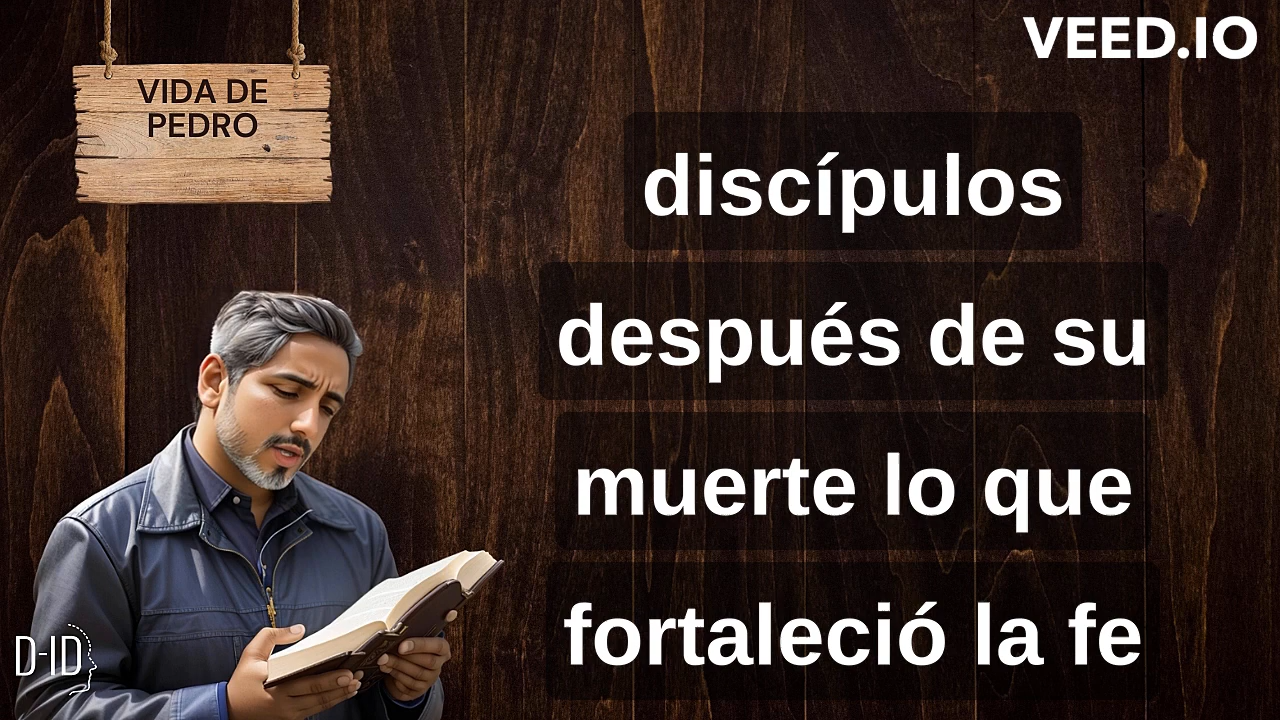 VEED.IO
VIDA DE
PEDRO
discípulos
después de su
muerte lo que
fortaleció la fe
D-ID